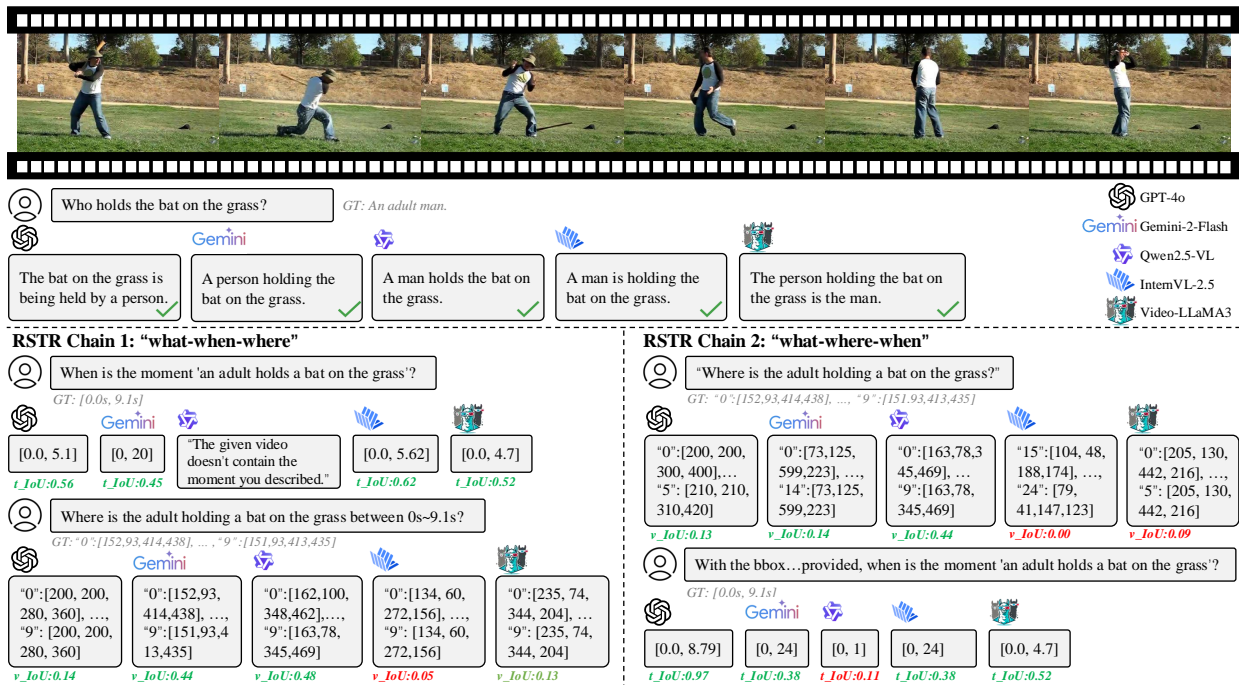 Who holds the bat on the grass?
GT: An adult man.
GPT-4o
Gemini Gemini-2-Flash
Qwen2.5-VL
InternVL-2.5
Video-LLaMA3
Gemini
The bat on the grass is
being held by a person.
A person holding the
bat on the grass.
A man holds the bat on
the grass.
A man is holding the
bat on the grass.
The person holding the bat on
the grass is the man.
RSTR Chain 1: “what-when-where”
When is the moment 'an adult holds a bat on the grass'?
GT: [0.0s, 9.1s]
Gemini
[0.0, 5.1]
[0, 20]
“The given video
doesn't contain the
moment you described.”
[0.0, 5.62]
[0.0, 4.7]
t_IoU:0.56
t_IoU:0.45
t_IoU:0.62
t_IoU:0.52
Where is the adult holding a bat on the grass between 0s~9.1s?
GT:“0”:[152,93,414,438], ... ,“9”:[151,93,413,435]
Gemini
“0”:[200, 200,
280, 360], …,
“9”: [200, 200,
280, 360]
“0”:[152,93,
414,438], …,
“9”:[151,93,4
13,435]
“0”:[162,100,
348,462],…,
“9”:[163,78,
345,469]
“0”:[134, 60,
272,156], …,
“9”: [134, 60,
272,156]
“0”:[235, 74,
344, 204], …
“9”: [235, 74,
344, 204]
v_IoU:0.14
v_IoU:0.44
v_IoU:0.48
v_IoU:0.05
v_IoU:0.13
RSTR Chain 2: “what-where-when”
“Where is the adult holding a bat on the grass?”
GT: “0”:[152,93,414,438], …, “9”:[151.93,413,435]
Gemini
“0”:[200, 200,
300, 400],…
“5”: [210, 210,
310,420]
“0”:[73,125,
599,223], …,
“14”:[73,125,
599,223]
“0”:[163,78,3
45,469], …
“9”:[163,78,
345,469]
“15”:[104, 48,
188,174], …,
“24”: [79,
41,147,123]
“0”:[205, 130,
442, 216], …,
“5”: [205, 130,
442, 216]
v_IoU:0.13
v_IoU:0.14
v_IoU:0.44
v_IoU:0.00
v_IoU:0.09
With the bbox…provided, when is the moment 'an adult holds a bat on the grass'?
GT: [0.0s, 9.1s]
Gemini
[0.0, 8.79]
[0, 24]
[0, 1]
[0, 24]
[0.0, 4.7]
t_IoU:0.97
t_IoU:0.38
t_IoU:0.11
t_IoU:0.38
t_IoU:0.52